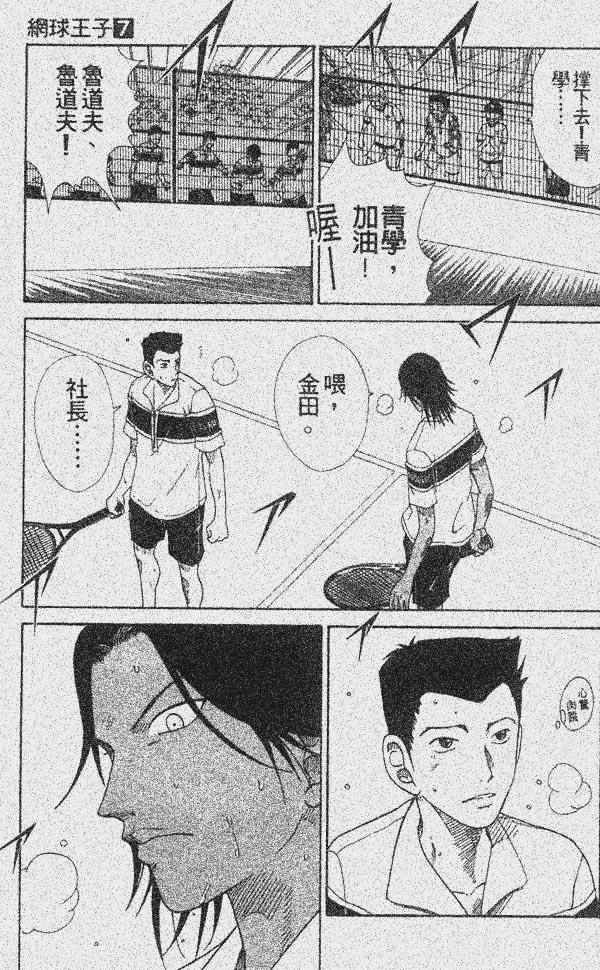 網球王子7
撐下去!青
學……
青學,
加油!
喔—
魯道夫、
魯道夫!
喂,
金田。
社長……
心驚
肉跳